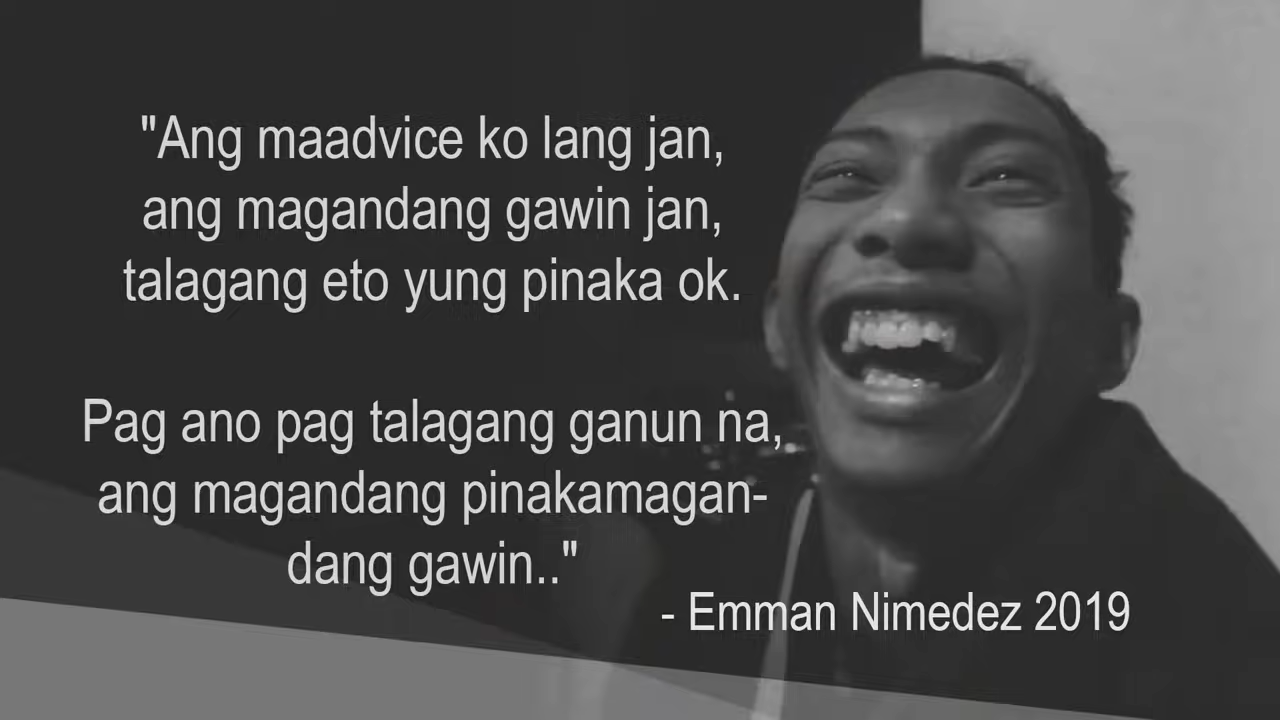 "Ang maadvice ko lang jan,
ang magandang gawin jan,
talagang eto yung pinaka ok.
Pag ano pag talagang ganun na,
ang magandang pinakamagan-
dang gawin.."
- Emman Nimedez 2019